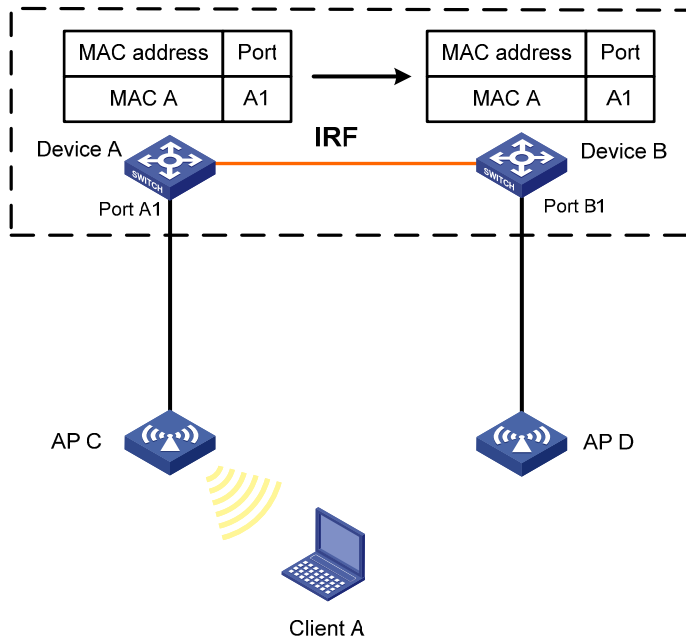 MAC address Port
MAC A A1
MAC address Port
MAC A A1
IRF
Device A
Device B
SWITCH
SWITCH
Port A1
Port B1
AP C
AP D
Client A